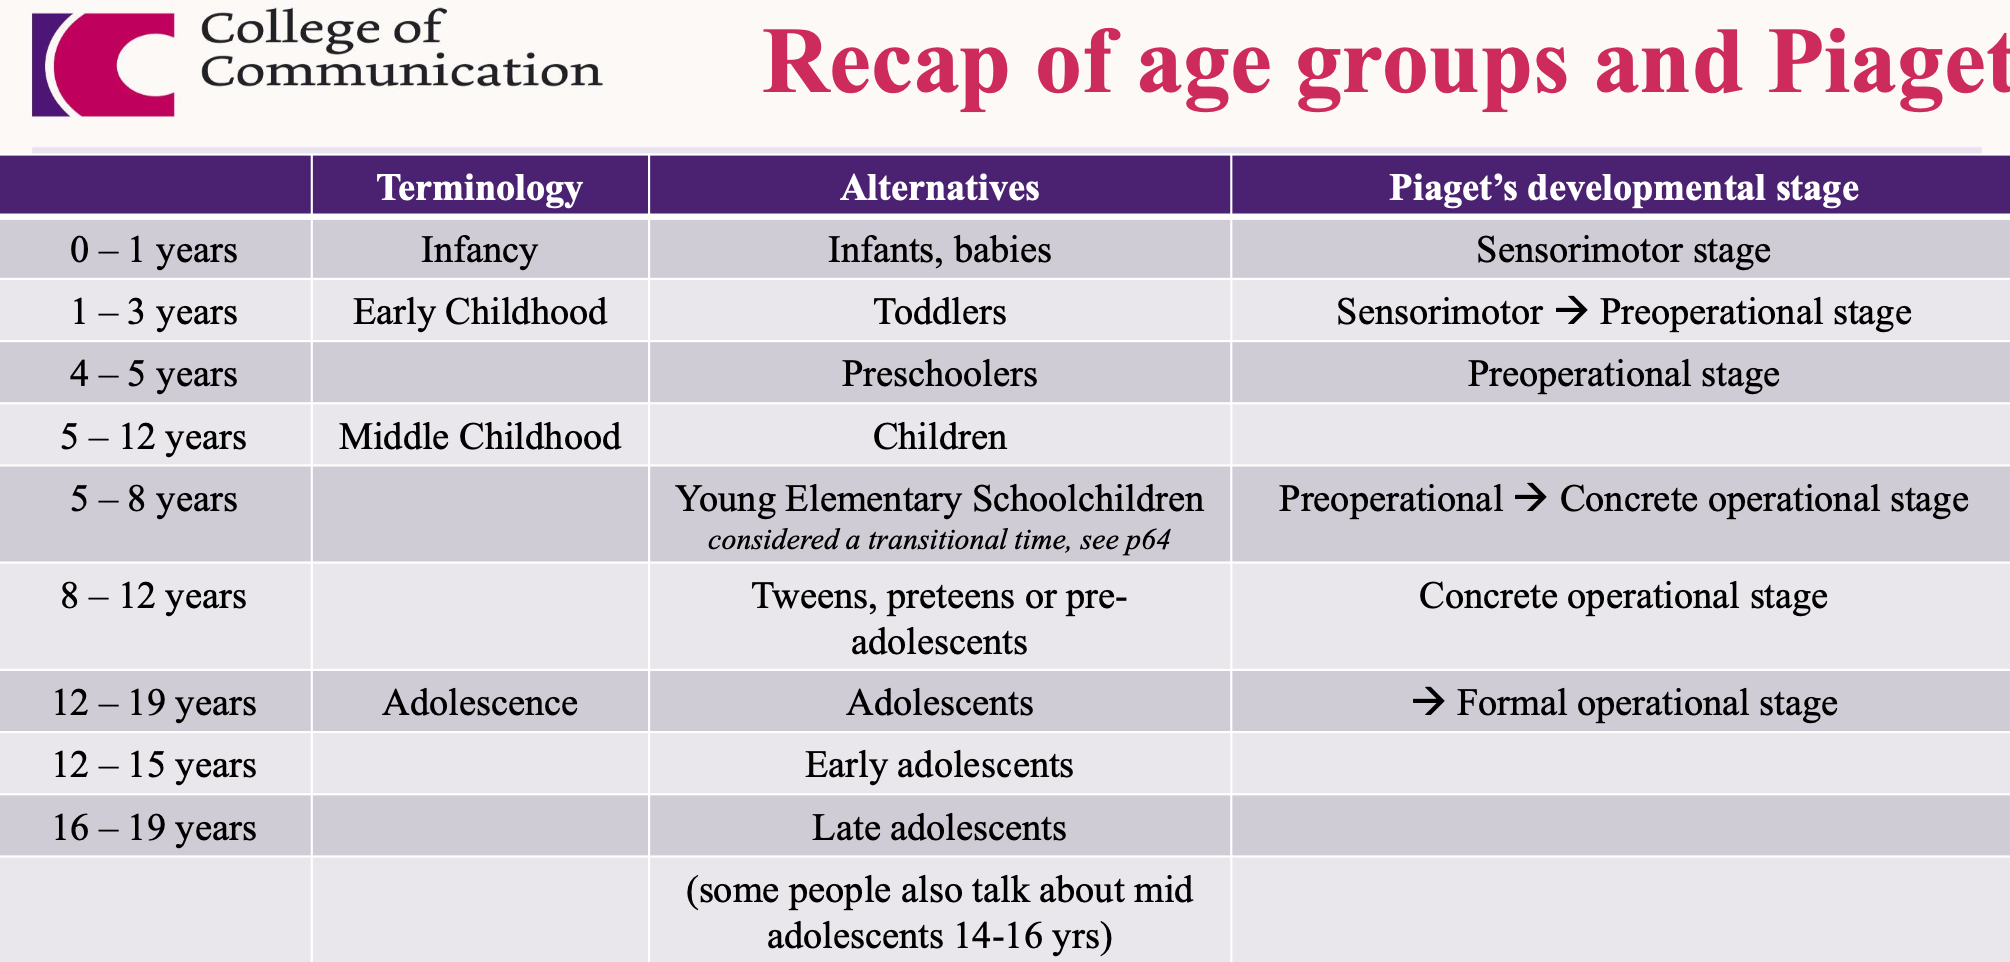 College of
Communication
Recap of age groups and Piaget
Terminology Alternatives Piaget’s developmental stage
0 – 1 years Infancy Infants, babies Sensorimotor stage
1 – 3 years Early Childhood Toddlers Sensorimotor → Preoperational stage
4 – 5 years Preschoolers Preoperational stage
5 – 12 years Middle Childhood Children
5 – 8 years Young Elementary Schoolchildren Preoperational → Concrete operational stage
considered a transitional time, see p64
8 – 12 years Tweens, preteens or pre- Concrete operational stage
adolescents
12 – 19 years Adolescence Adolescents → Formal operational stage
12 – 15 years Early adolescents
16 – 19 years Late adolescents
(some people also talk about mid
adolescents 14-16 yrs)